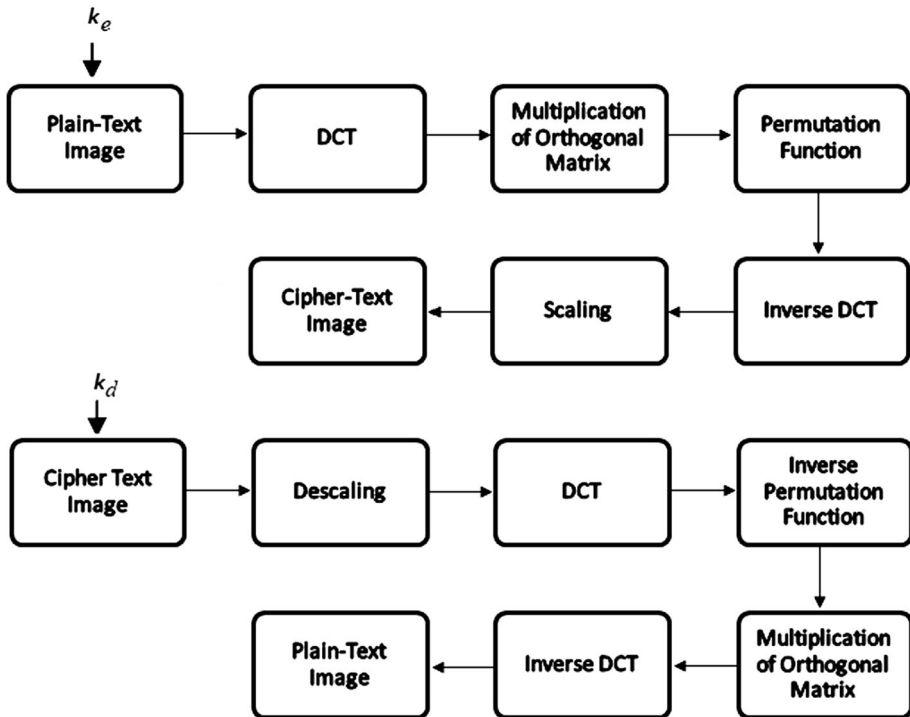 k_e
Plain-Text
Image
DCT
Multiplication
of Orthogonal
Matrix
Permutation
Function
Cipher-Text
Image
Scaling
Inverse DCT
k_d
Cipher Text
Image
Descaling
DCT
Inverse
Permutation
Function
Plain-Text
Image
Inverse DCT
Multiplication
of Orthogonal
Matrix